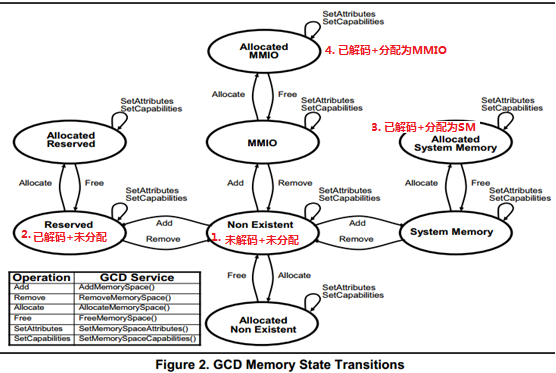 SetAttributes
SetCapabilities
Allocated
MMIO
4. 已解码+分配为MMIO
Allocate
Free
SetAttributes
SetCapabilities
Allocated
Reserved
SetAttributes
SetCapabilities
MMIO
SetAttributes
SetCapabilities
3. 已解码+分配为SM
Allocated
System Memory
Allocate
Free
Add
Remove
Allocate
Free
SetAttributes
SetCapabilities
Reserved
2. 已解码+未分配
Add
Remove
SetAttributes
SetCapabilities
Non Existent
1. 未解码+未分配
Add
Remove
SetAttributes
SetCapabilities
System Memory
Free
Allocate
SetAttributes
SetCapabilities
Allocated
Non Existent
Operation GCD Service
Add AddMemorySpace()
Remove RemoveMemorySpace()
Allocate AllocateMemorySpace()
Free FreeMemorySpace()
SetAttributes SetMemorySpaceAttributes()
SetCapabilities SetMemorySpaceCapabilities()
Figure 2. GCD Memory State Transitions